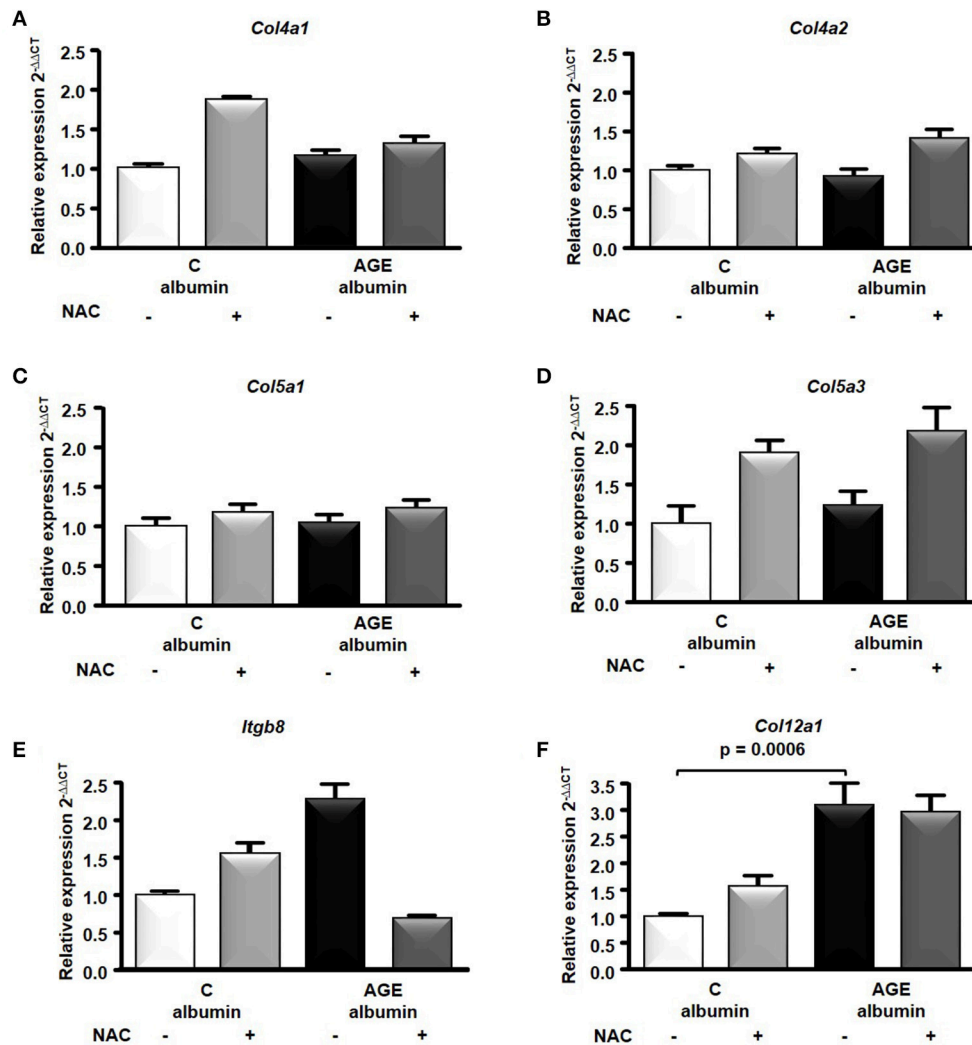 A
Col4a1
Relative expression 2-ΔΔCT
2.5
2.0
1.5
1.0
0.5
0.0
C
albumin
AGE
albumin
NAC - + - +
B
Col4a2
Relative expression 2-ΔΔCT
2.5
2.0
1.5
1.0
0.5
0.0
C
albumin
AGE
albumin
NAC - + - +
C
Col5a1
Relative expression 2-ΔΔCT
2.5
2.0
1.5
1.0
0.5
0.0
C
albumin
AGE
albumin
NAC - + - +
D
Col5a3
Relative expression 2-ΔΔCT
2.5
2.0
1.5
1.0
0.5
0.0
C
albumin
AGE
albumin
NAC - + - +
E
Itgb8
Relative expression 2-ΔΔCT
2.5
2.0
1.5
1.0
0.5
0.0
C
albumin
AGE
albumin
NAC - + - +
F
Col12a1
p = 0.0006
Relative expression 2-ΔΔCT
3.5
3.0
2.5
1.5
1.0
0.5
0.0
C
albumin
AGE
albumin
NAC - + - +